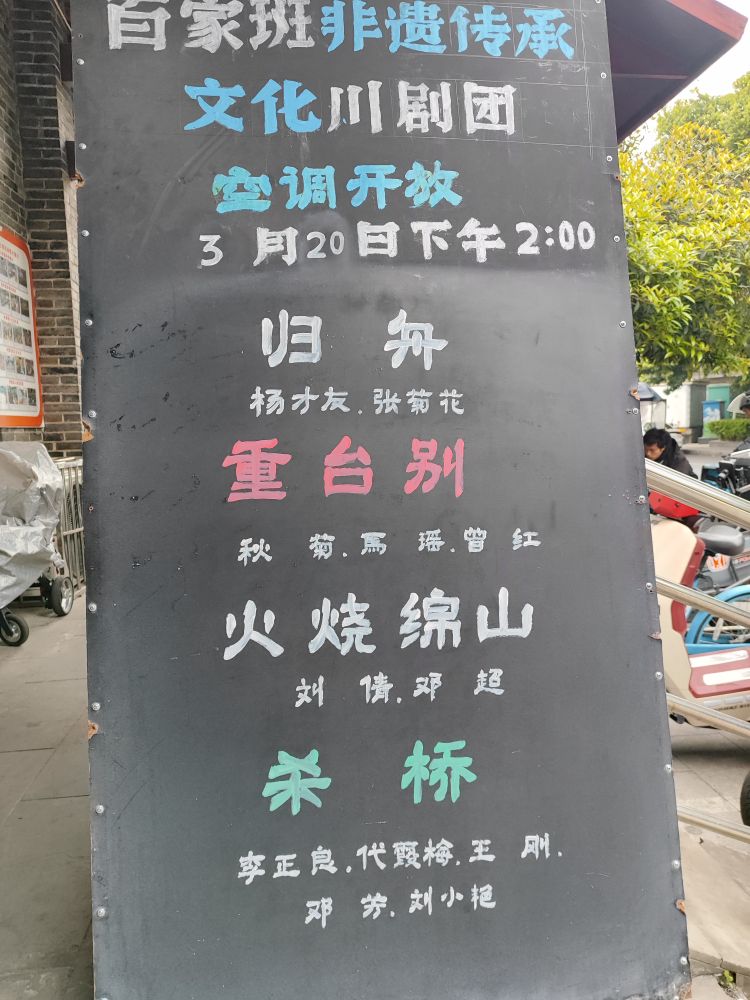 百家班非遗传承
文化川剧团
空调开放
3月20日下午2:00
归舟
杨才友.张菊花
重台别
秋菊.馬瑶.曾红
火烧绵山
刘倩.邓超
杀桥
李正良.代霞梅.王刚.
邓芳.刘小艳